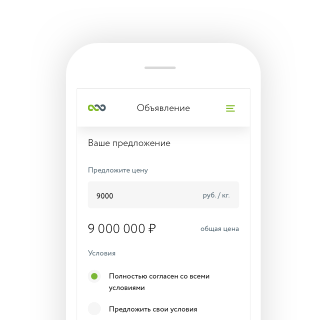 Объявление
Ваше предложение
Предложите цену
9000 руб. / кг.
9 000 000 ₽ общая цена
Условия
Полностью согласен со всеми
условиями
Предложить свои условия